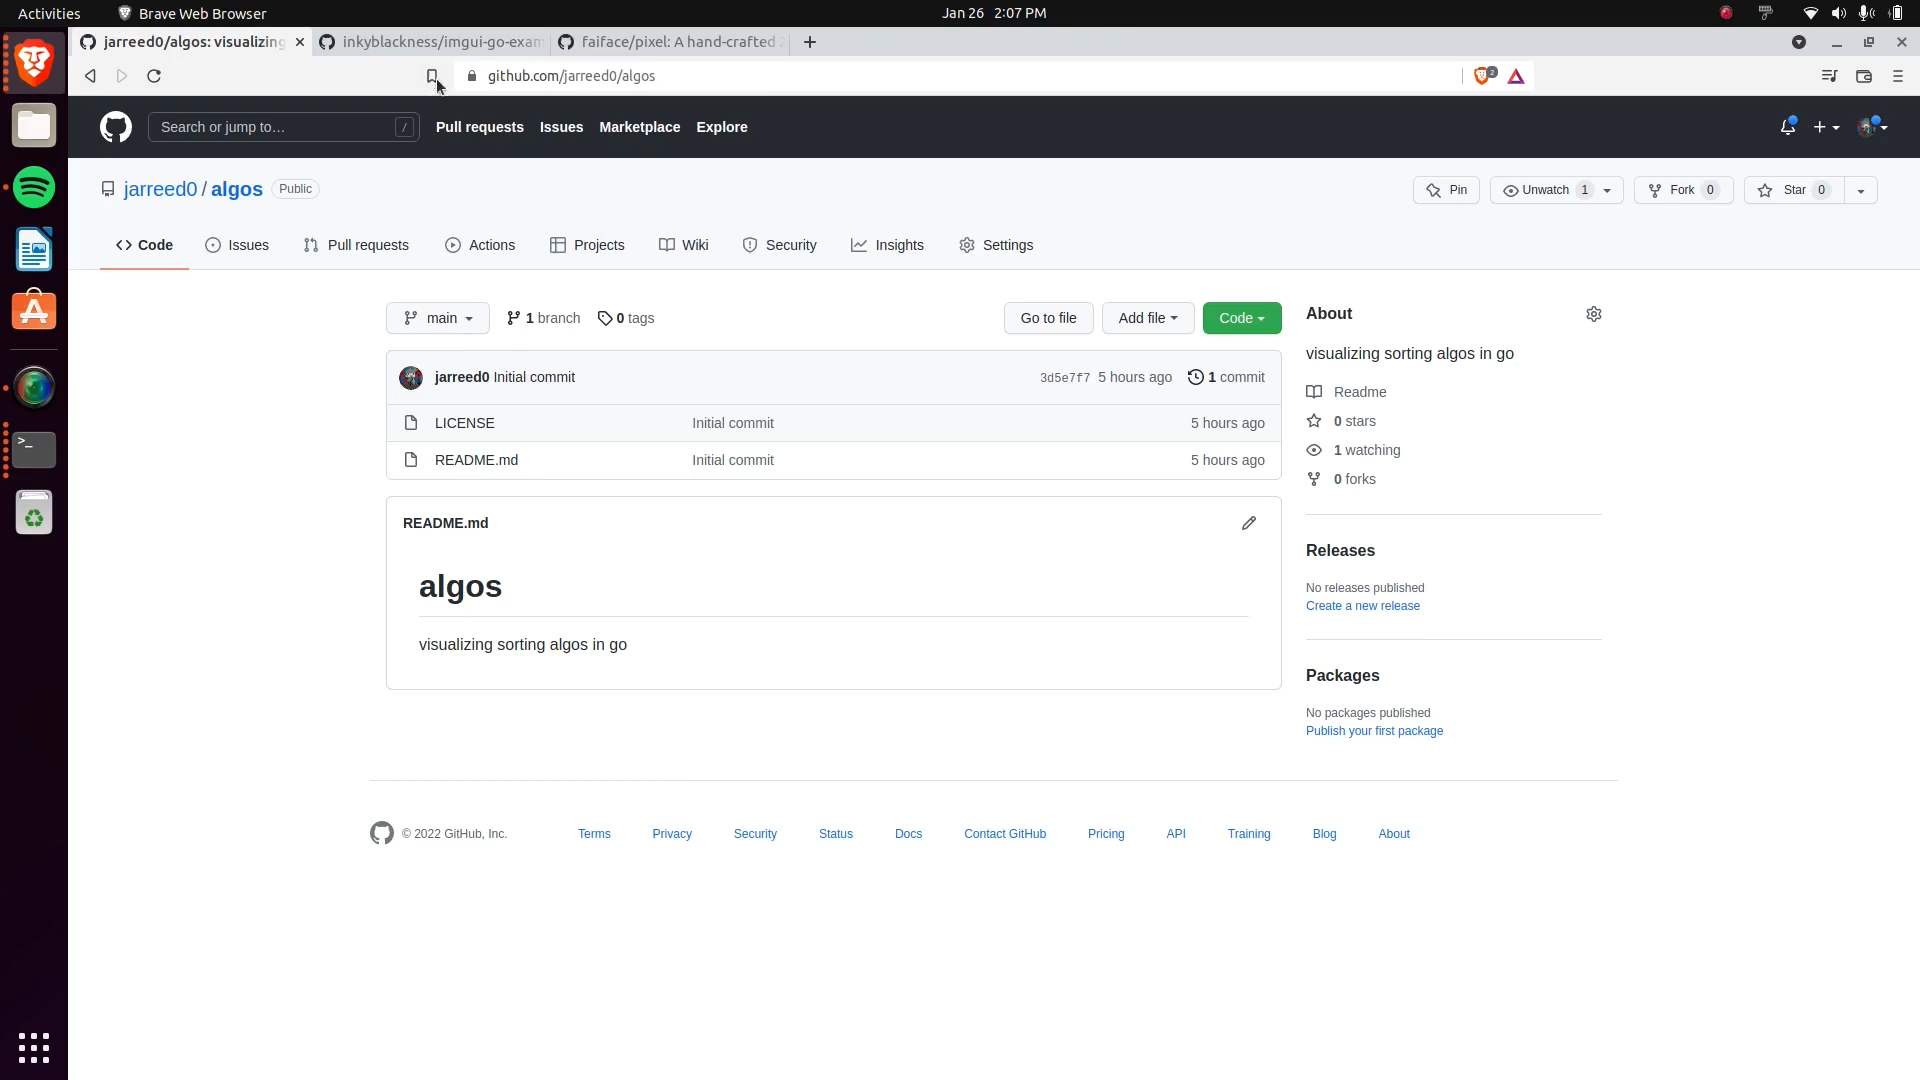 Activities Brave Web Browser Jan 26 2:07 PM
jarreed0/algos: visualizing inkyblackness/imgui-go-exam faiface/pixel: A hand-crafted
github.com/jarreed0/algos 2
Search or jump to… / Pull requests Issues Marketplace Explore
jarreed0 / algos Public Pin Unwatch 1 Fork 0 Star 0
Code Issues Pull requests Actions Projects Wiki Security Insights Settings
main 1 branch 0 tags Go to file Add file Code
jarreed0 Initial commit 3d5e7f7 5 hours ago 1 commit
LICENSE Initial commit 5 hours ago
README.md Initial commit 5 hours ago
README.md
algos
visualizing sorting algos in go
About
visualizing sorting algos in go
Readme
0 stars
1 watching
0 forks
Releases
No releases published
Create a new release
Packages
No packages published
Publish your first package
© 2022 GitHub, Inc. Terms Privacy Security Status Docs Contact GitHub Pricing API Training Blog About